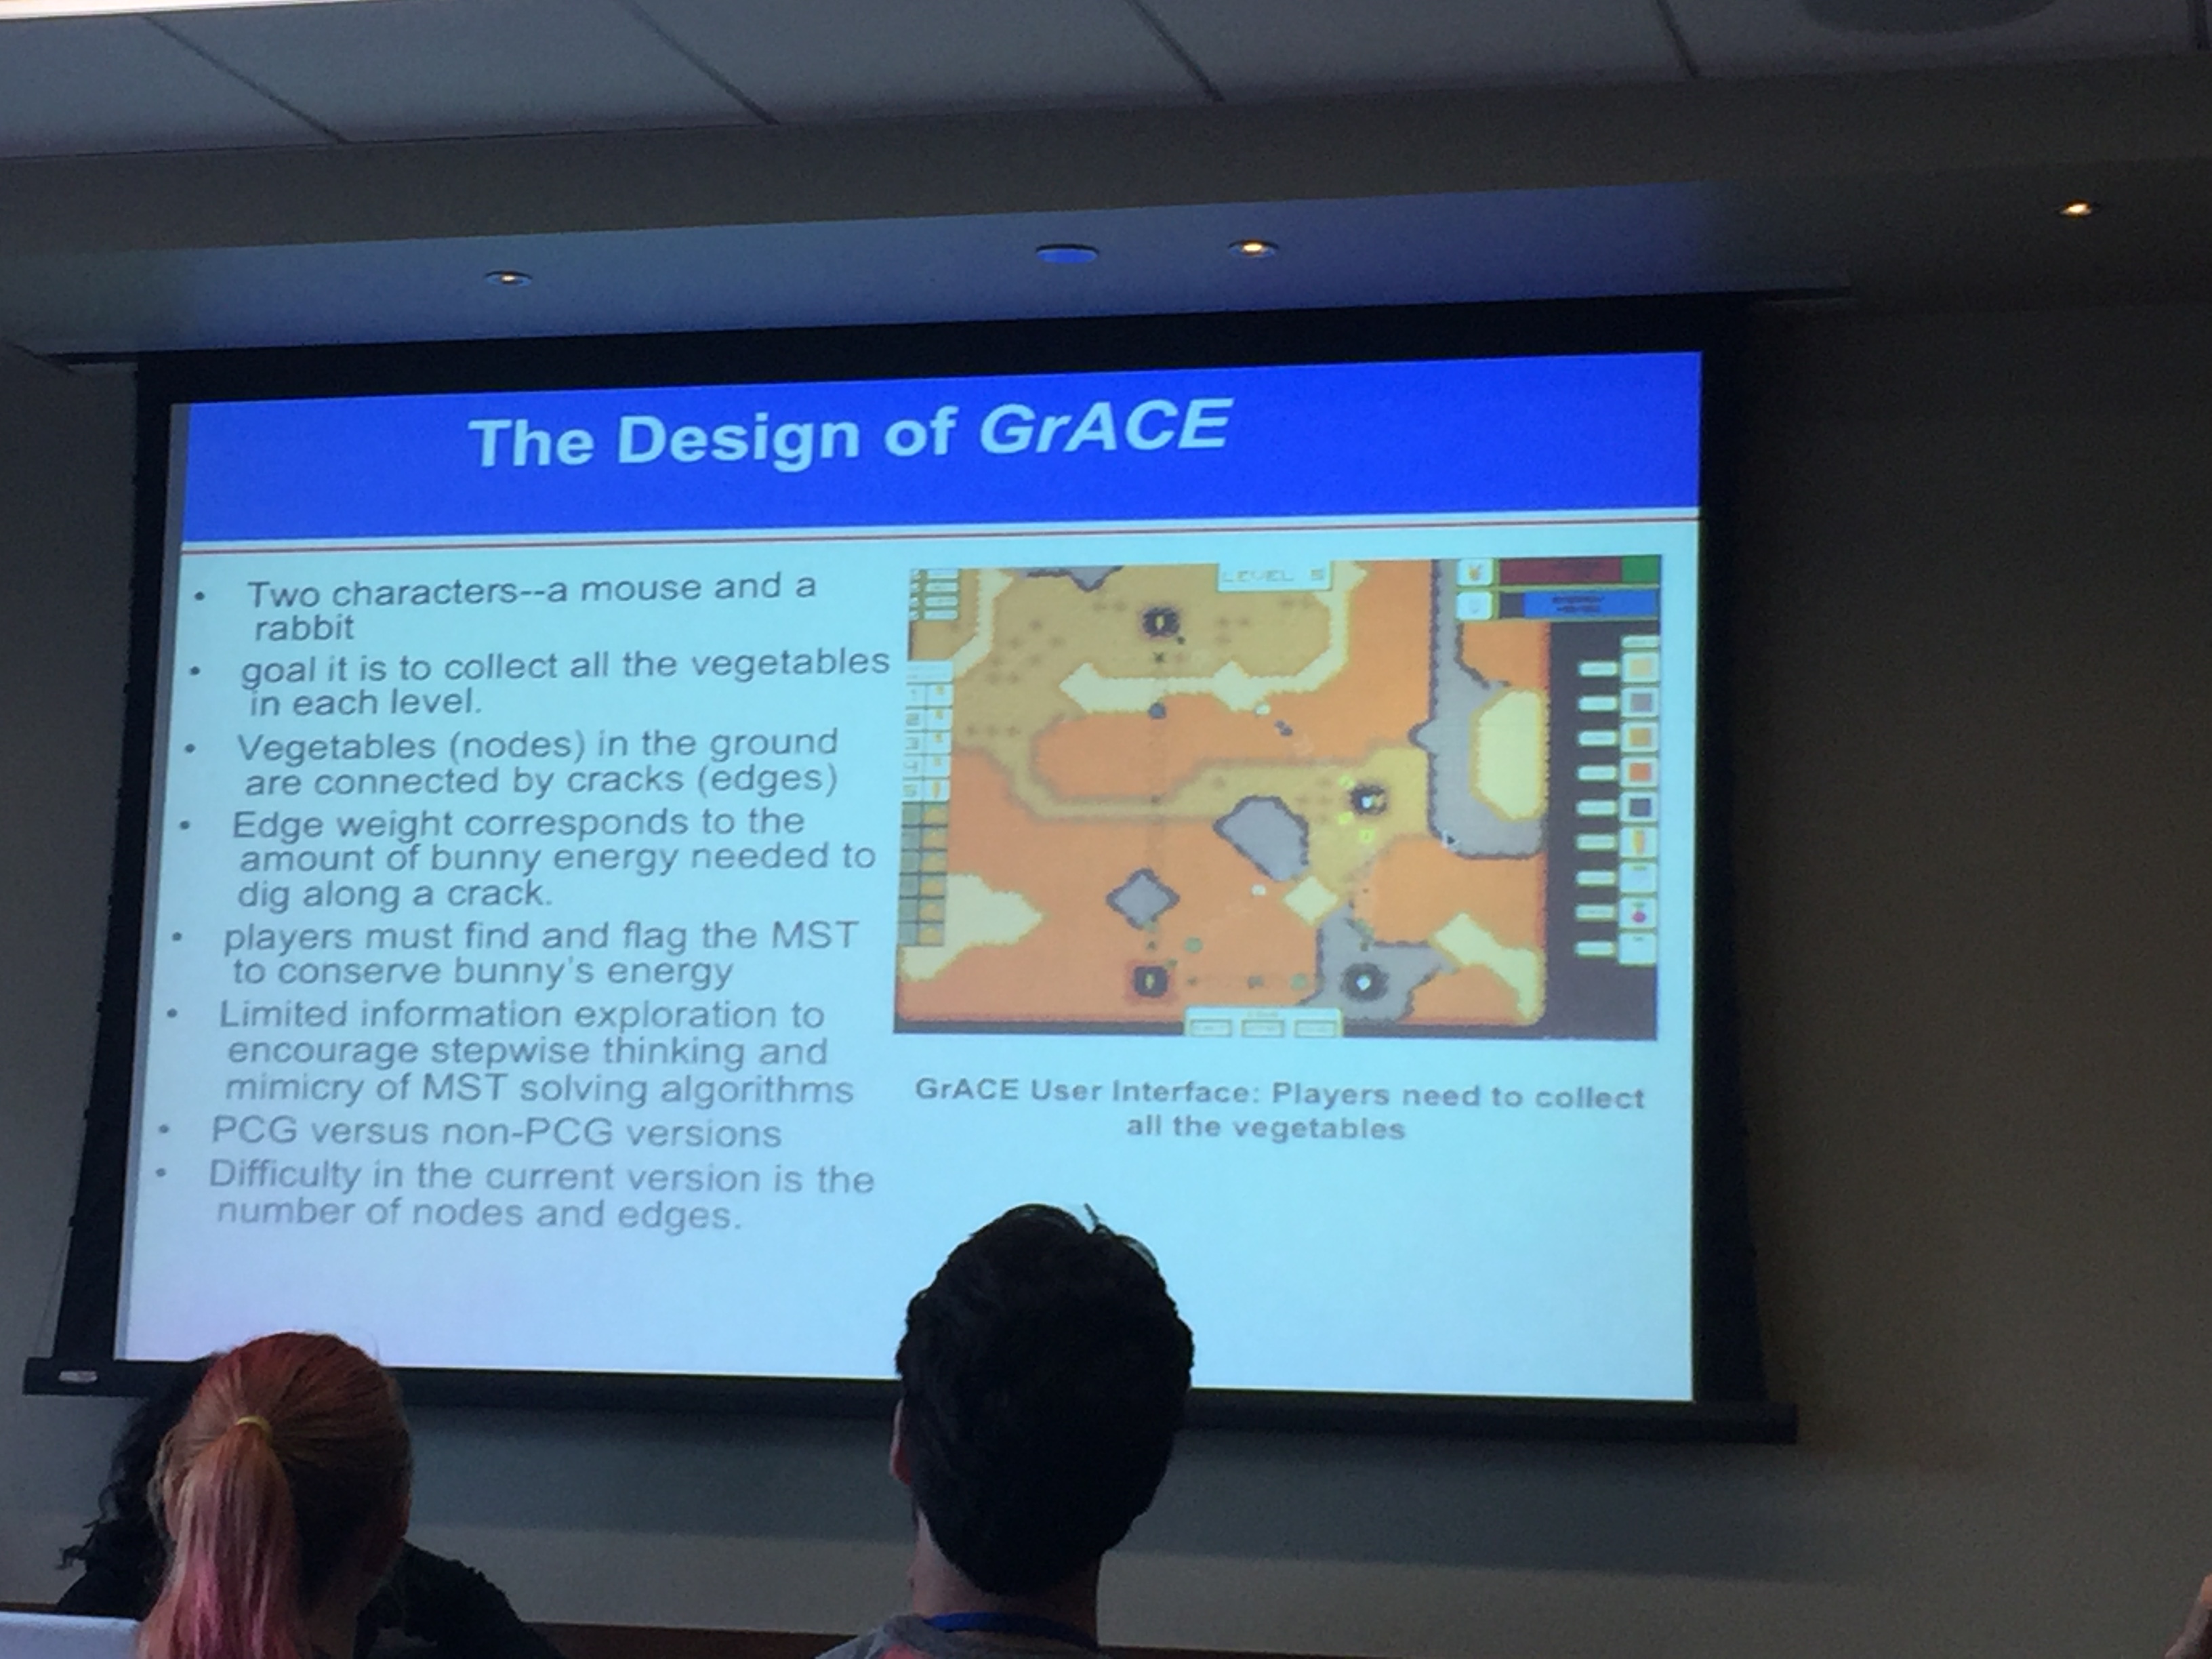 The Design of GrACE
• Two characters--a mouse and a
rabbit
• goal it is to collect all the vegetables
in each level.
• Vegetables (nodes) in the ground
are connected by cracks (edges)
• Edge weight corresponds to the
amount of bunny energy needed to
dig along a crack.
• players must find and flag the MST
to conserve bunny's energy
• Limited information exploration to
encourage stepwise thinking and
mimicry of MST solving algorithms
• PCG versus non-PCG versions
• Difficulty in the current version is the
number of nodes and edges.
LEVEL 5
1
2
3
4
5
GrACE User Interface: Players need to collect
all the vegetables